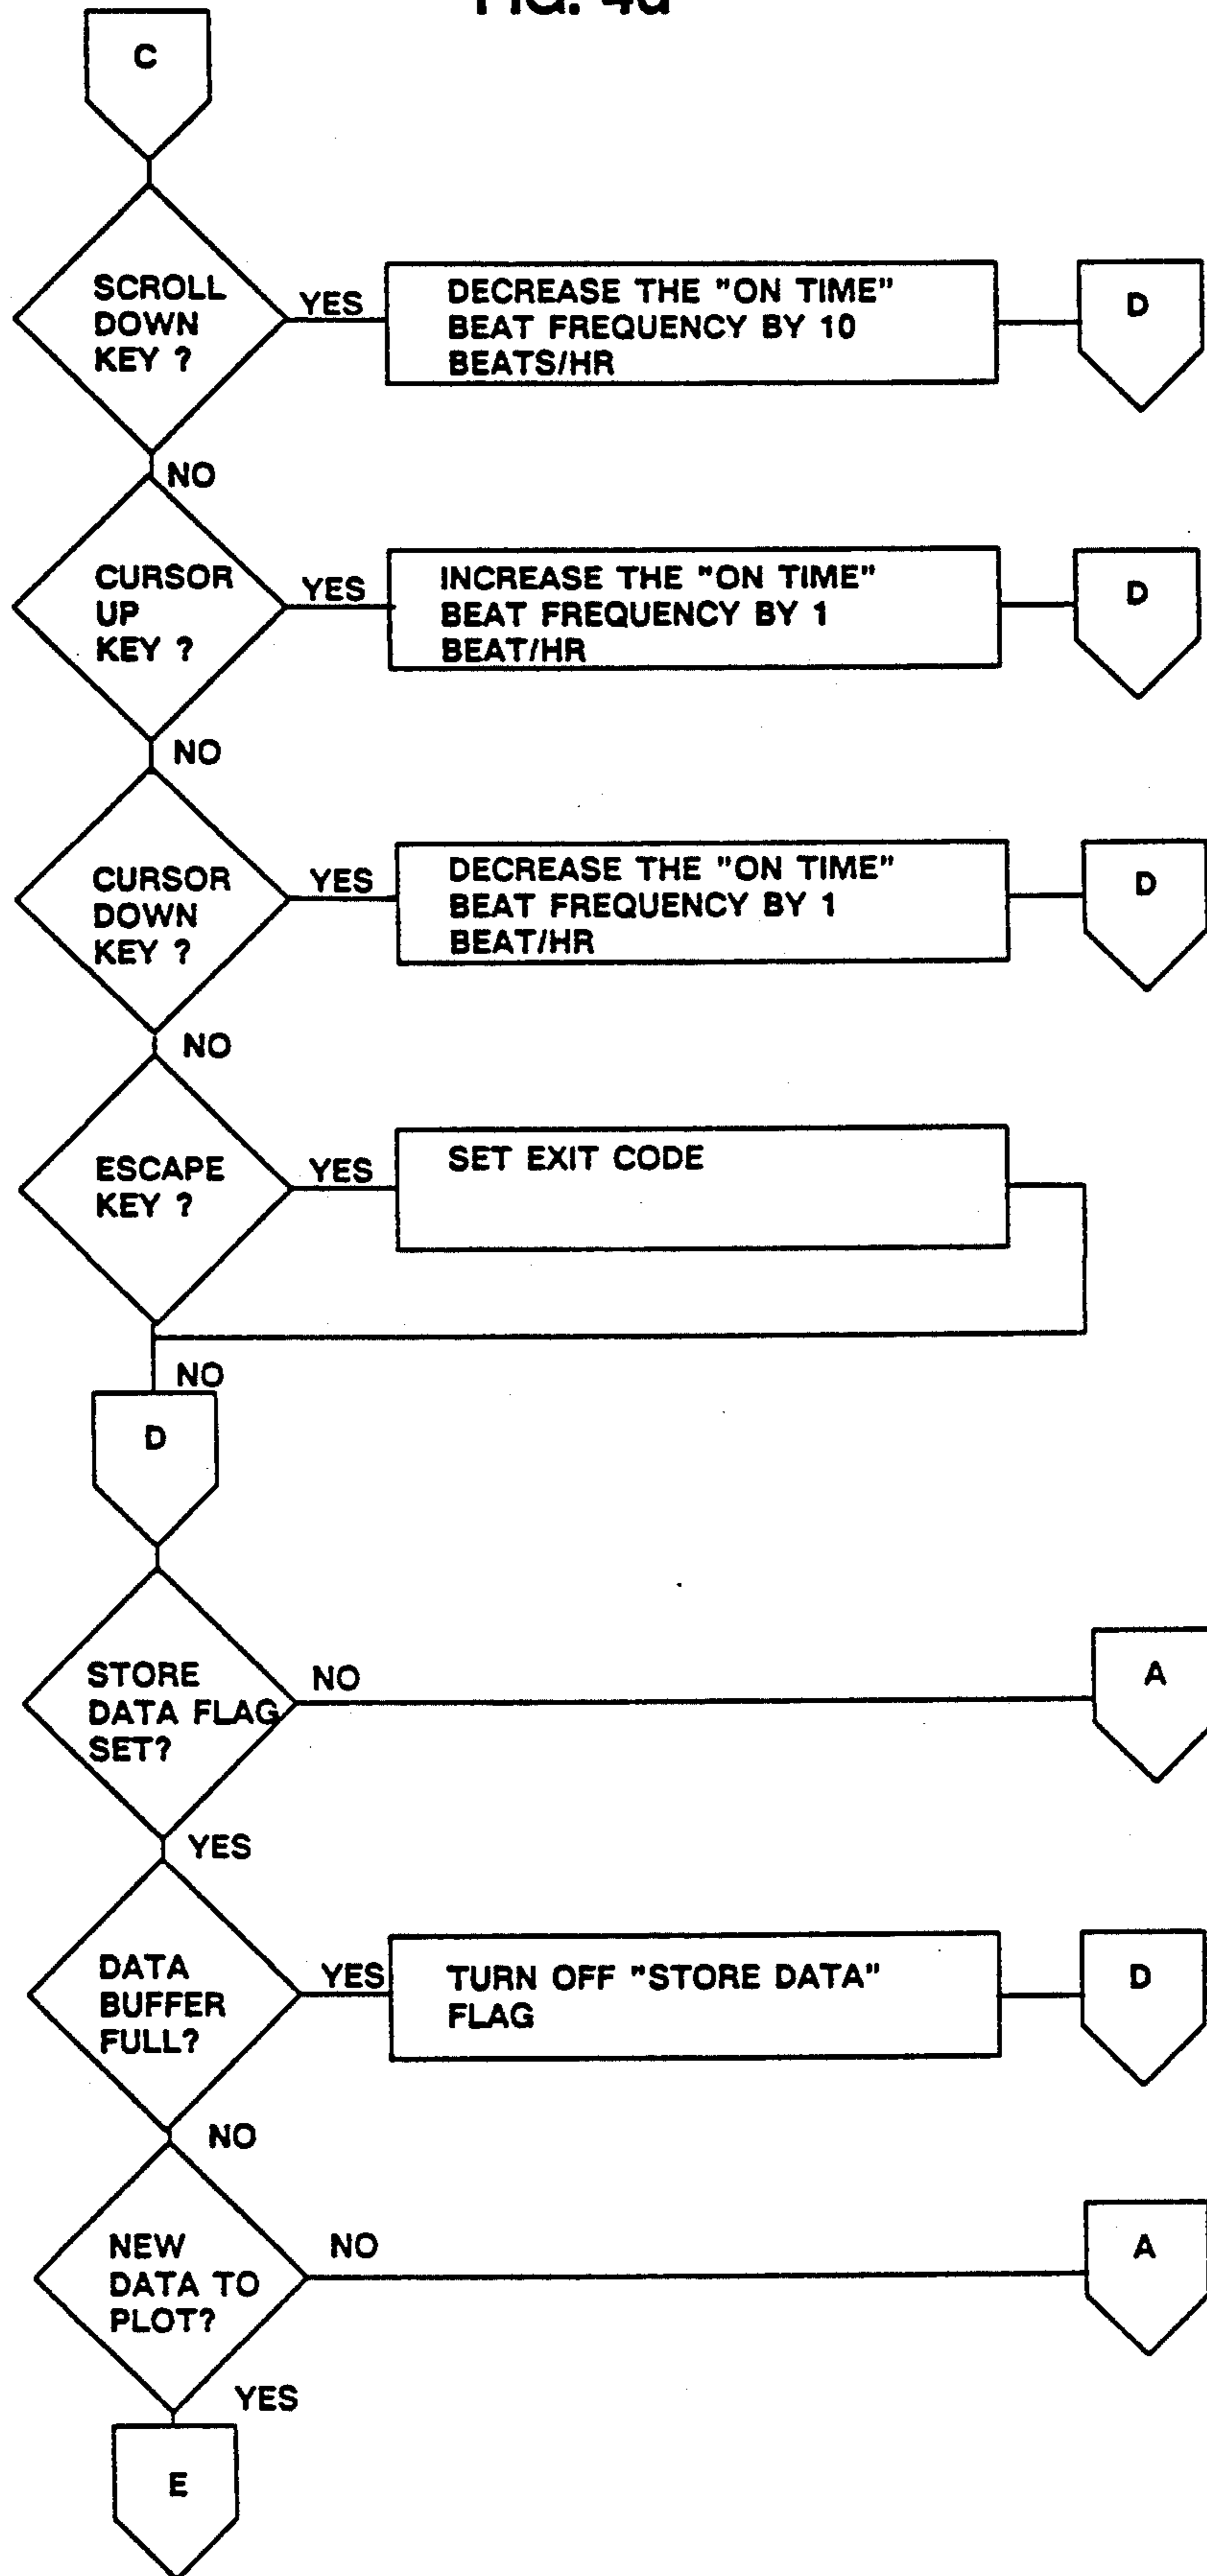 C
SCROLL
DOWN
KEY ?
YES
DECREASE THE "ON TIME"
BEAT FREQUENCY BY 10
BEATS/HR
D
NO
CURSOR
UP
KEY ?
YES
INCREASE THE "ON TIME"
BEAT FREQUENCY BY 1
BEAT/HR
D
NO
CURSOR
DOWN
KEY ?
YES
DECREASE THE "ON TIME"
BEAT FREQUENCY BY 1
BEAT/HR
D
NO
ESCAPE
KEY ?
YES
SET EXIT CODE
NO
D
STORE
DATA FLAG
SET?
NO
A
YES
DATA
BUFFER
FULL?
YES
TURN OFF "STORE DATA"
FLAG
D
NO
NEW
DATA TO
PLOT?
NO
A
YES
E